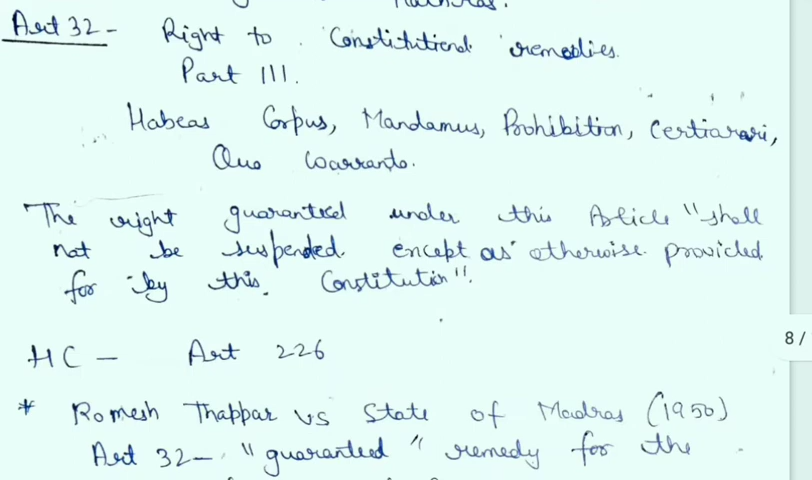 Art 32 - Right to Constitutional remedies.
Part III.
Habeas Corpus, Mandamus, Prohibition, Certiarari,
Quo Warranto.
The right guaranteed under this Article "shall
not be suspended except as otherwise provided
for by this Constitution".
HC - Art 226
8/
* Romesh Thappar vs State of Madras (1950)
Art 32 - "guaranteed" remedy for the